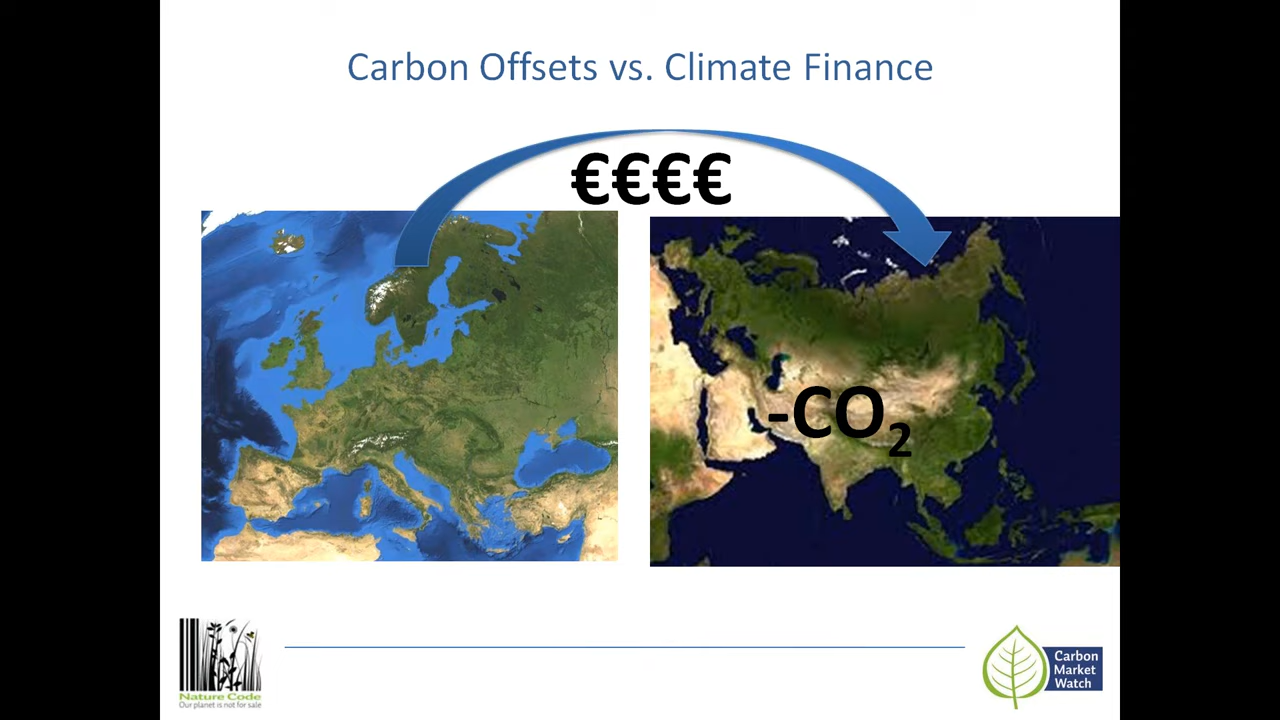 Carbon Offsets vs. Climate Finance
€€€€
-CO₂
Nature Code
Our planet is not for sale
Carbon
Market
Watch